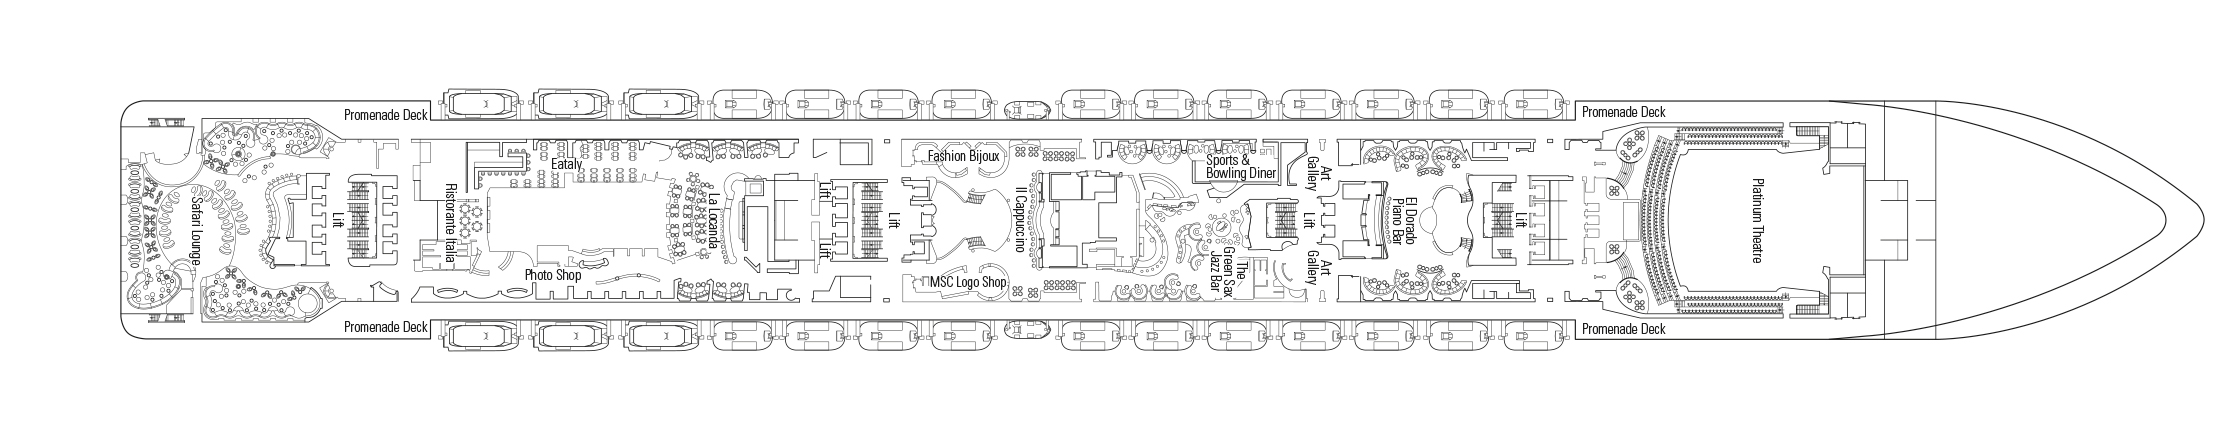 Promenade Deck
Promenade Deck
Eataly
Fashion Bijoux
Sports &
Bowling Diner
Art
Gallery
Safari Lounge
Lift
Ristorante Italia
La Locanda
Lift
Lift
Lift
Il Cappuccino
Lift
El Dorado
Piano Bar
Lift
Platinum Theatre
Photo Shop
MSC Logo Shop
The
Green Sax
Jazz Bar
Art
Gallery
Promenade Deck
Promenade Deck